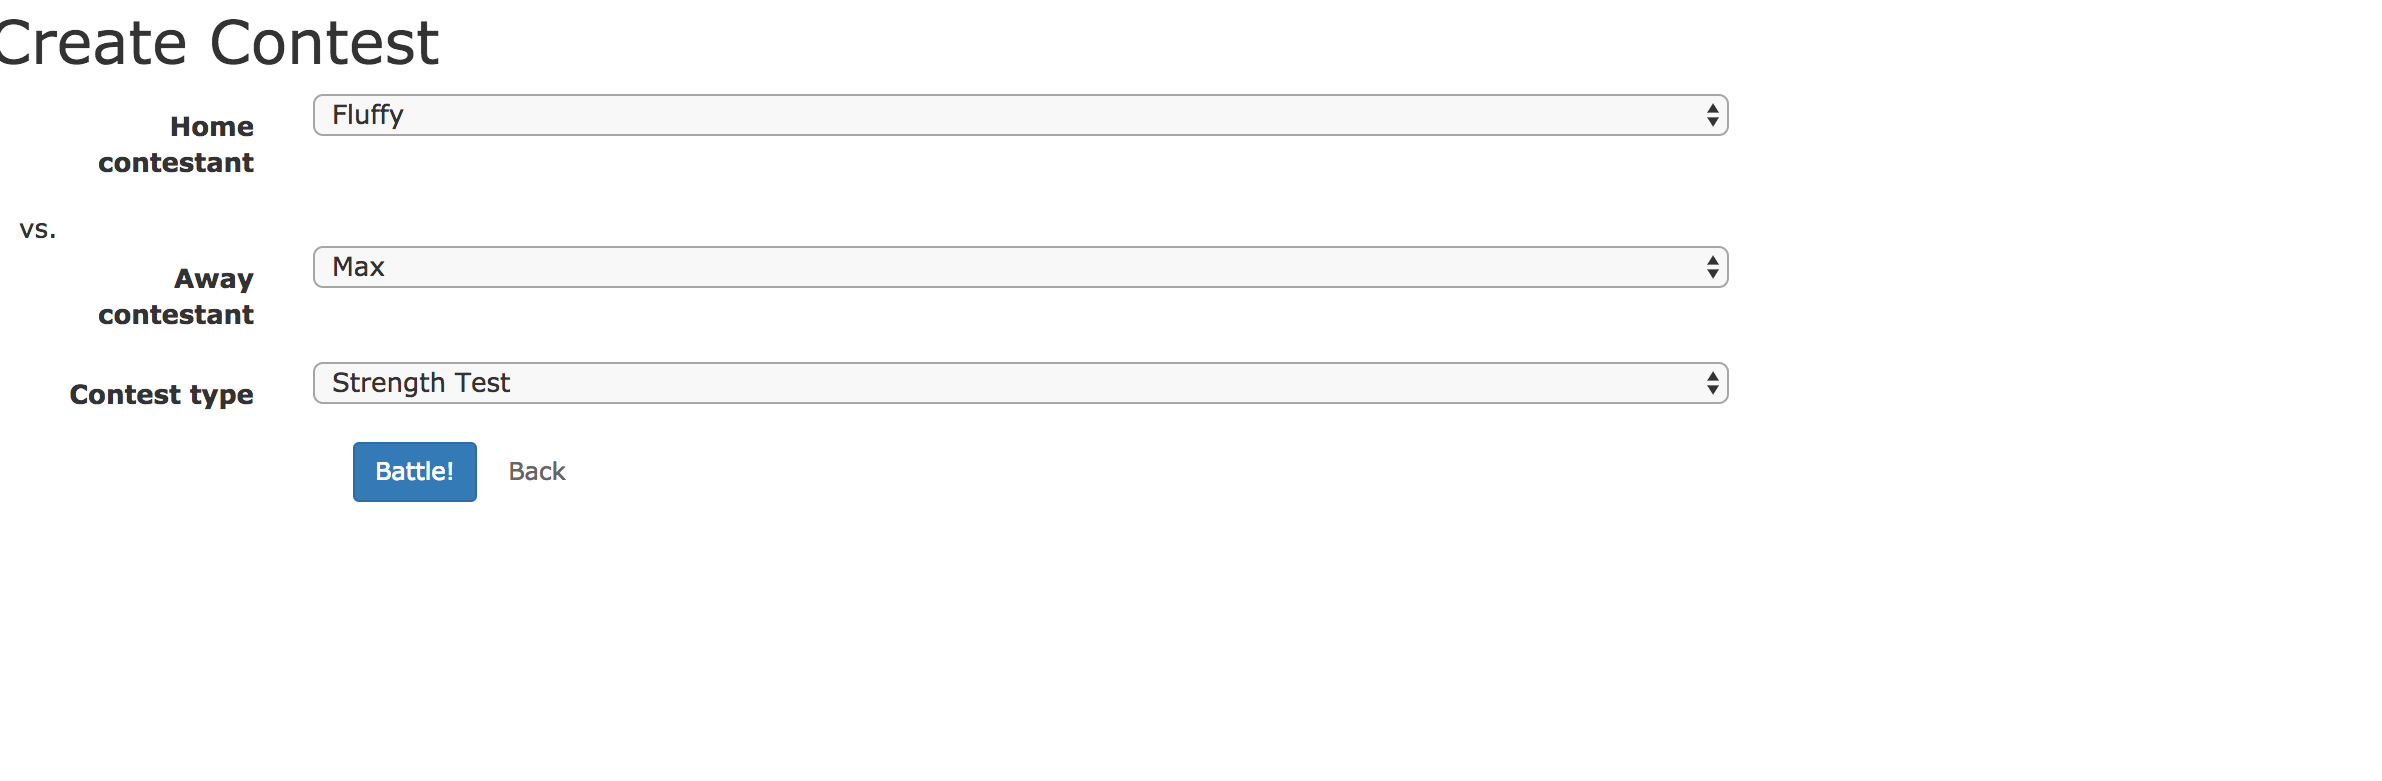 Create Contest
Home
contestant
Fluffy
vs.
Away
contestant
Max
Contest type
Strength Test
Battle!
Back